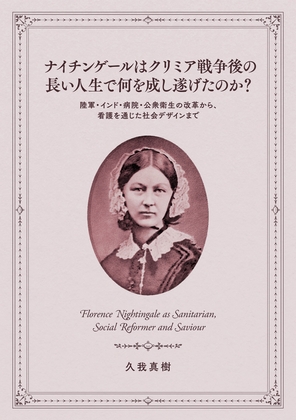 ナイチンゲールはクリミア戦争後の
長い人生で何を成し遂げたのか?
陸軍・インド・病院・公衆衛生の改革から、
看護を通じた社会デザインまで
Florence Nightingale as Sanitarian,
Social Reformer and Saviour
久我真樹